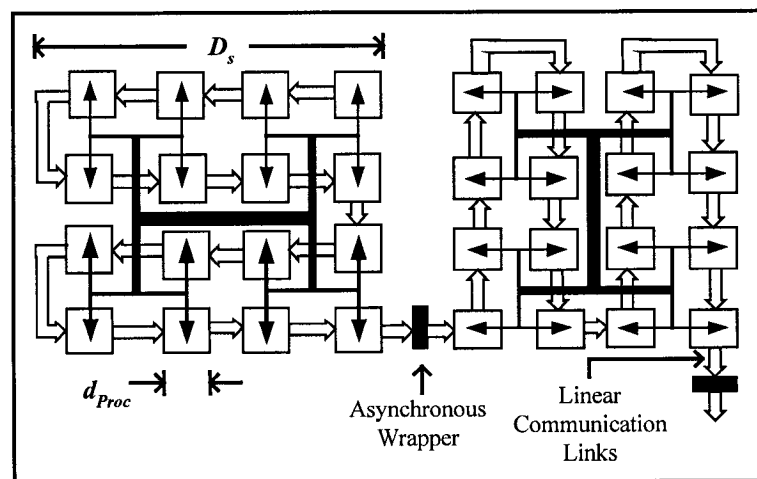 D_s
d_Proc
Asynchronous
Wrapper
Linear
Communication
Links